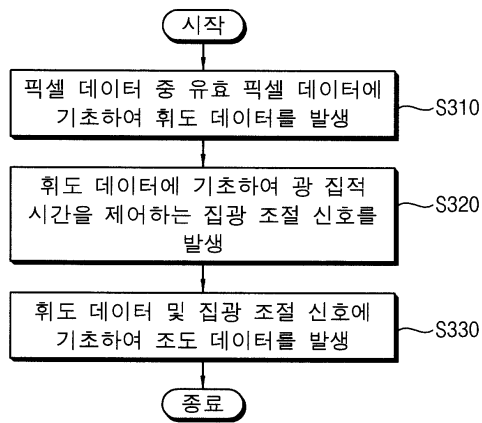 시작
픽셀 데이터 중 유효 픽셀 데이터에
기초하여 휘도 데이터를 발생
S310
휘도 데이터에 기초하여 광 집적
시간을 제어하는 집광 조절 신호를
발생
S320
휘도 데이터 및 집광 조절 신호에
기초하여 조도 데이터를 발생
S330
종료